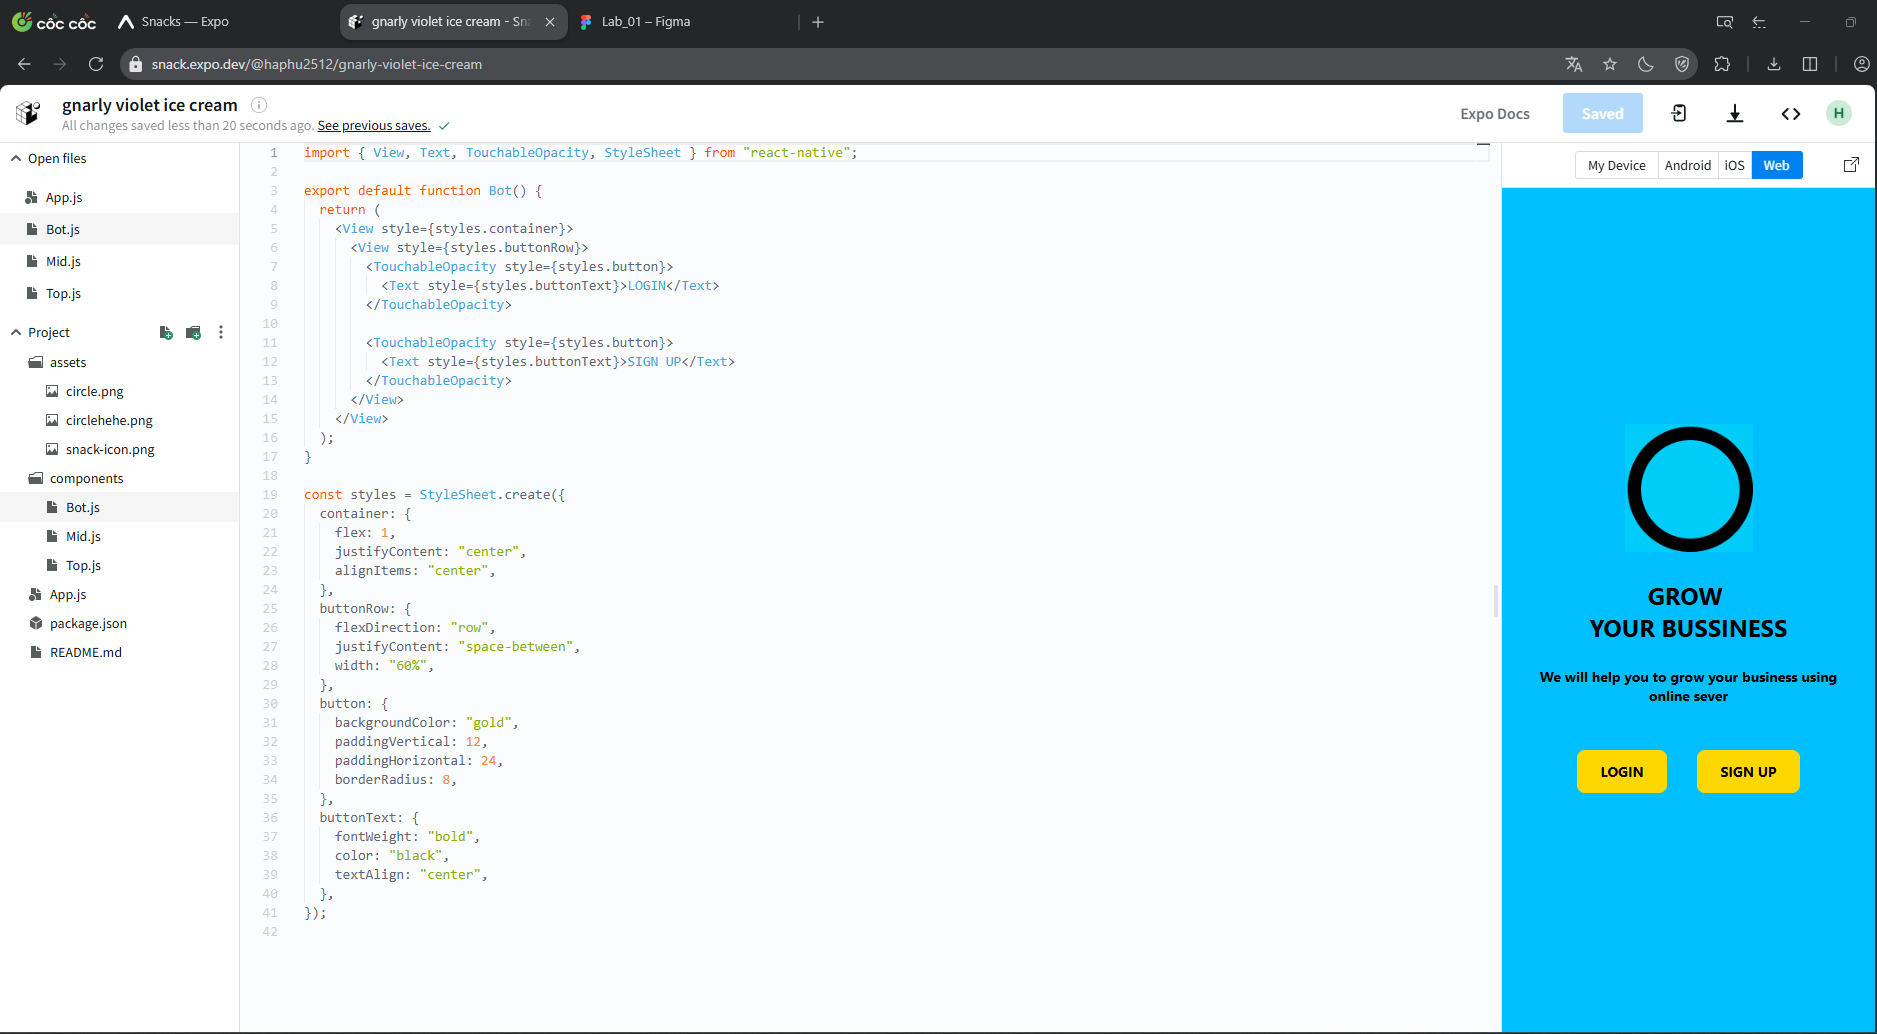 cốc cốc
Snacks — Expo
gnarly violet ice cream - Sn
Lab_01 – Figma
snack.expo.dev/@haphu2512/gnarly-violet-ice-cream
gnarly violet ice cream
All changes saved less than 20 seconds ago. See previous saves.
Expo Docs
Saved
H
Open files
App.js
Bot.js
Mid.js
Top.js
Project
assets
circle.png
circlehehe.png
snack-icon.png
components
Bot.js
Mid.js
Top.js
App.js
package.json
README.md
1 import { View, Text, TouchableOpacity, StyleSheet } from "react-native";
2
3 export default function Bot() {
4 return (
5 <View style={styles.container}>
6 <View style={styles.buttonRow}>
7 <TouchableOpacity style={styles.button}>
8 <Text style={styles.buttonText}>LOGIN</Text>
9 </TouchableOpacity>
10
11 <TouchableOpacity style={styles.button}>
12 <Text style={styles.buttonText}>SIGN UP</Text>
13 </TouchableOpacity>
14 </View>
15 </View>
16 );
17 }
18
19 const styles = StyleSheet.create({
20 container: {
21 flex: 1,
22 justifyContent: "center",
23 alignItems: "center",
24 },
25 buttonRow: {
26 flexDirection: "row",
27 justifyContent: "space-between",
28 width: "60%",
29 },
30 button: {
31 backgroundColor: "gold",
32 paddingVertical: 12,
33 paddingHorizontal: 24,
34 borderRadius: 8,
35 },
36 buttonText: {
37 fontWeight: "bold",
38 color: "black",
39 textAlign: "center",
40 },
41 });
42
My Device
Android
iOS
Web
GROW
YOUR BUSSINESS
We will help you to grow your business using
online sever
LOGIN
SIGN UP